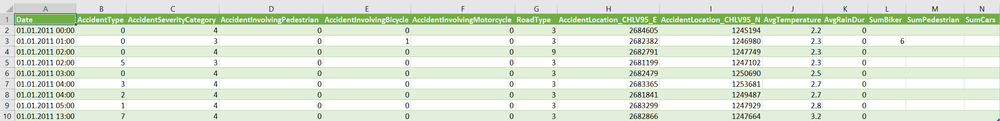 A B C D E F G H I J K L M N
1 Date AccidentType AccidentSeverityCategory AccidentInvolvingPedestrian AccidentInvolvingBicycle AccidentInvolvingMotorcycle RoadType AccidentLocation_CHLV95_E AccidentLocation_CHLV95_N AvgTemperature AvgRainDur SumBiker SumPedestrian SumCars
2 01.01.2011 00:00 0 4 0 0 0 3 2684605 1245194 2.2 0
3 01.01.2011 01:00 0 3 0 1 0 3 2682382 1246980 2.3 0 6
4 01.01.2011 02:00 0 4 0 0 0 9 2682791 1247749 2.3 0
5 01.01.2011 02:00 5 3 0 0 0 3 2681199 1247102 2.3 0
6 01.01.2011 03:00 0 4 0 0 0 3 2682479 1250690 2.5 0
7 01.01.2011 04:00 3 4 0 0 0 3 2683365 1253681 2.7 0
8 01.01.2011 04:00 2 4 0 0 0 3 2681841 1249487 2.7 0
9 01.01.2011 05:00 1 4 0 0 0 3 2683299 1247929 2.8 0
10 01.01.2011 13:00 7 4 0 0 0 3 2682866 1247664 3.2 0